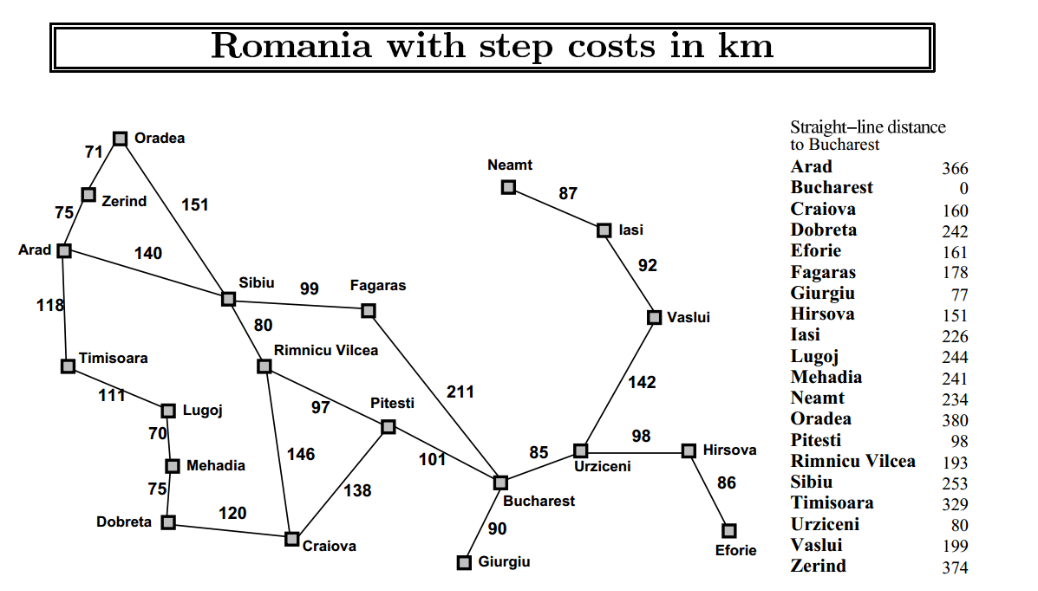 Romania with step costs in km
Oradea
71
Neamt
87
Zerind
151
75
Iasi
Arad
140
92
Sibiu
99
Fagaras
118
80
Vaslui
Rimnicu Vilcea
Timisoara
142
111
211
Lugoj
97
Pitesti
70
98
Hirsova
146
85
101
Urziceni
Mehadia
86
75
138
Bucharest
120
90
Dobreta
Craiova
Eforie
Giurgiu
Straight−line distance
to Bucharest
Arad 366
Bucharest 0
Craiova 160
Dobreta 242
Eforie 161
Fagaras 178
Giurgiu 77
Hirsova 151
Iasi 226
Lugoj 244
Mehadia 241
Neamt 234
Oradea 380
Pitesti 98
Rimnicu Vilcea 193
Sibiu 253
Timisoara 329
Urziceni 80
Vaslui 199
Zerind 374